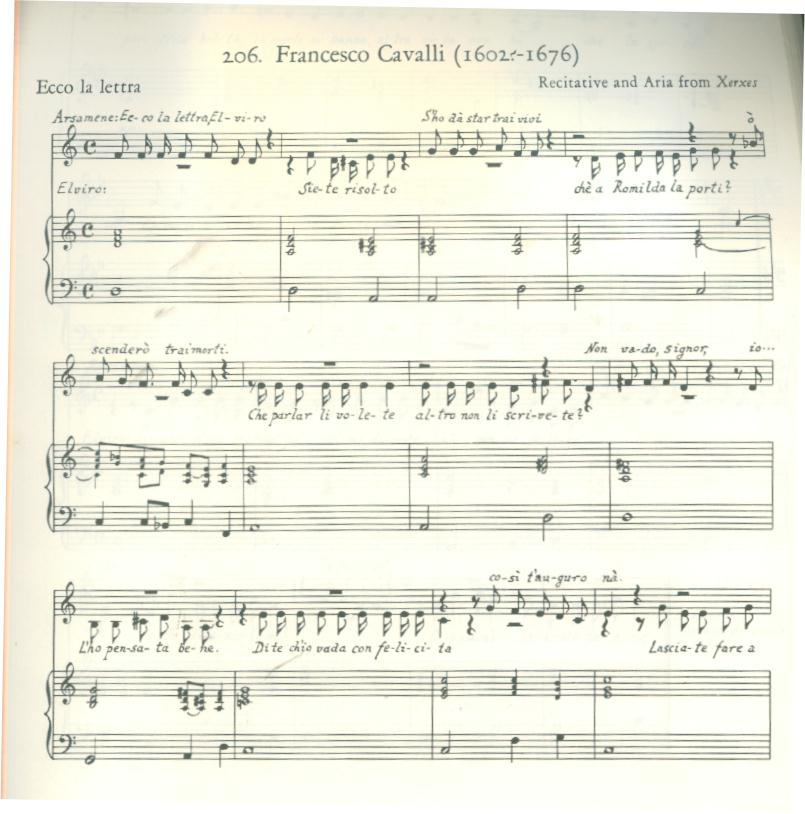 206. Francesco Cavalli (1602?-1676)
Ecco la lettra
Recitative and Aria from Xerxes
Arsamene: Ec-co la lettra, El-vi-ro S'ho dà star trai vivi ò
Elviro: Sie-te risol-to chè a Romilda la porti?
scenderò trai morti. Non va-do, signor, io...
Che parlar li vo-le-te al-tro non li scri-ve-te?
co-sì t'au-guro nà.
L'ho pen-sa-ta be-ne. Di te ch'io vada con fe-li-ci-ta Lascia-te fare a